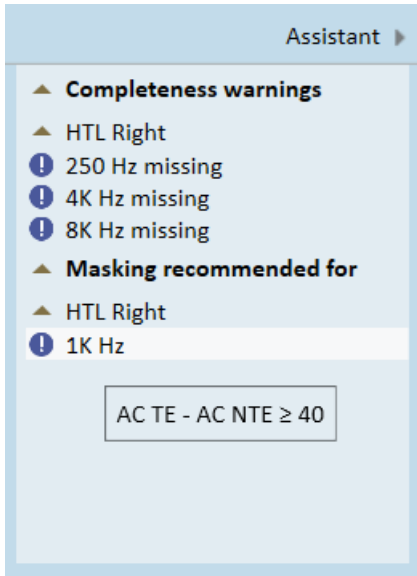 Assistant
Completeness warnings
HTL Right
250 Hz missing
4K Hz missing
8K Hz missing
Masking recommended for
HTL Right
1K Hz
AC TE - AC NTE ≥ 40